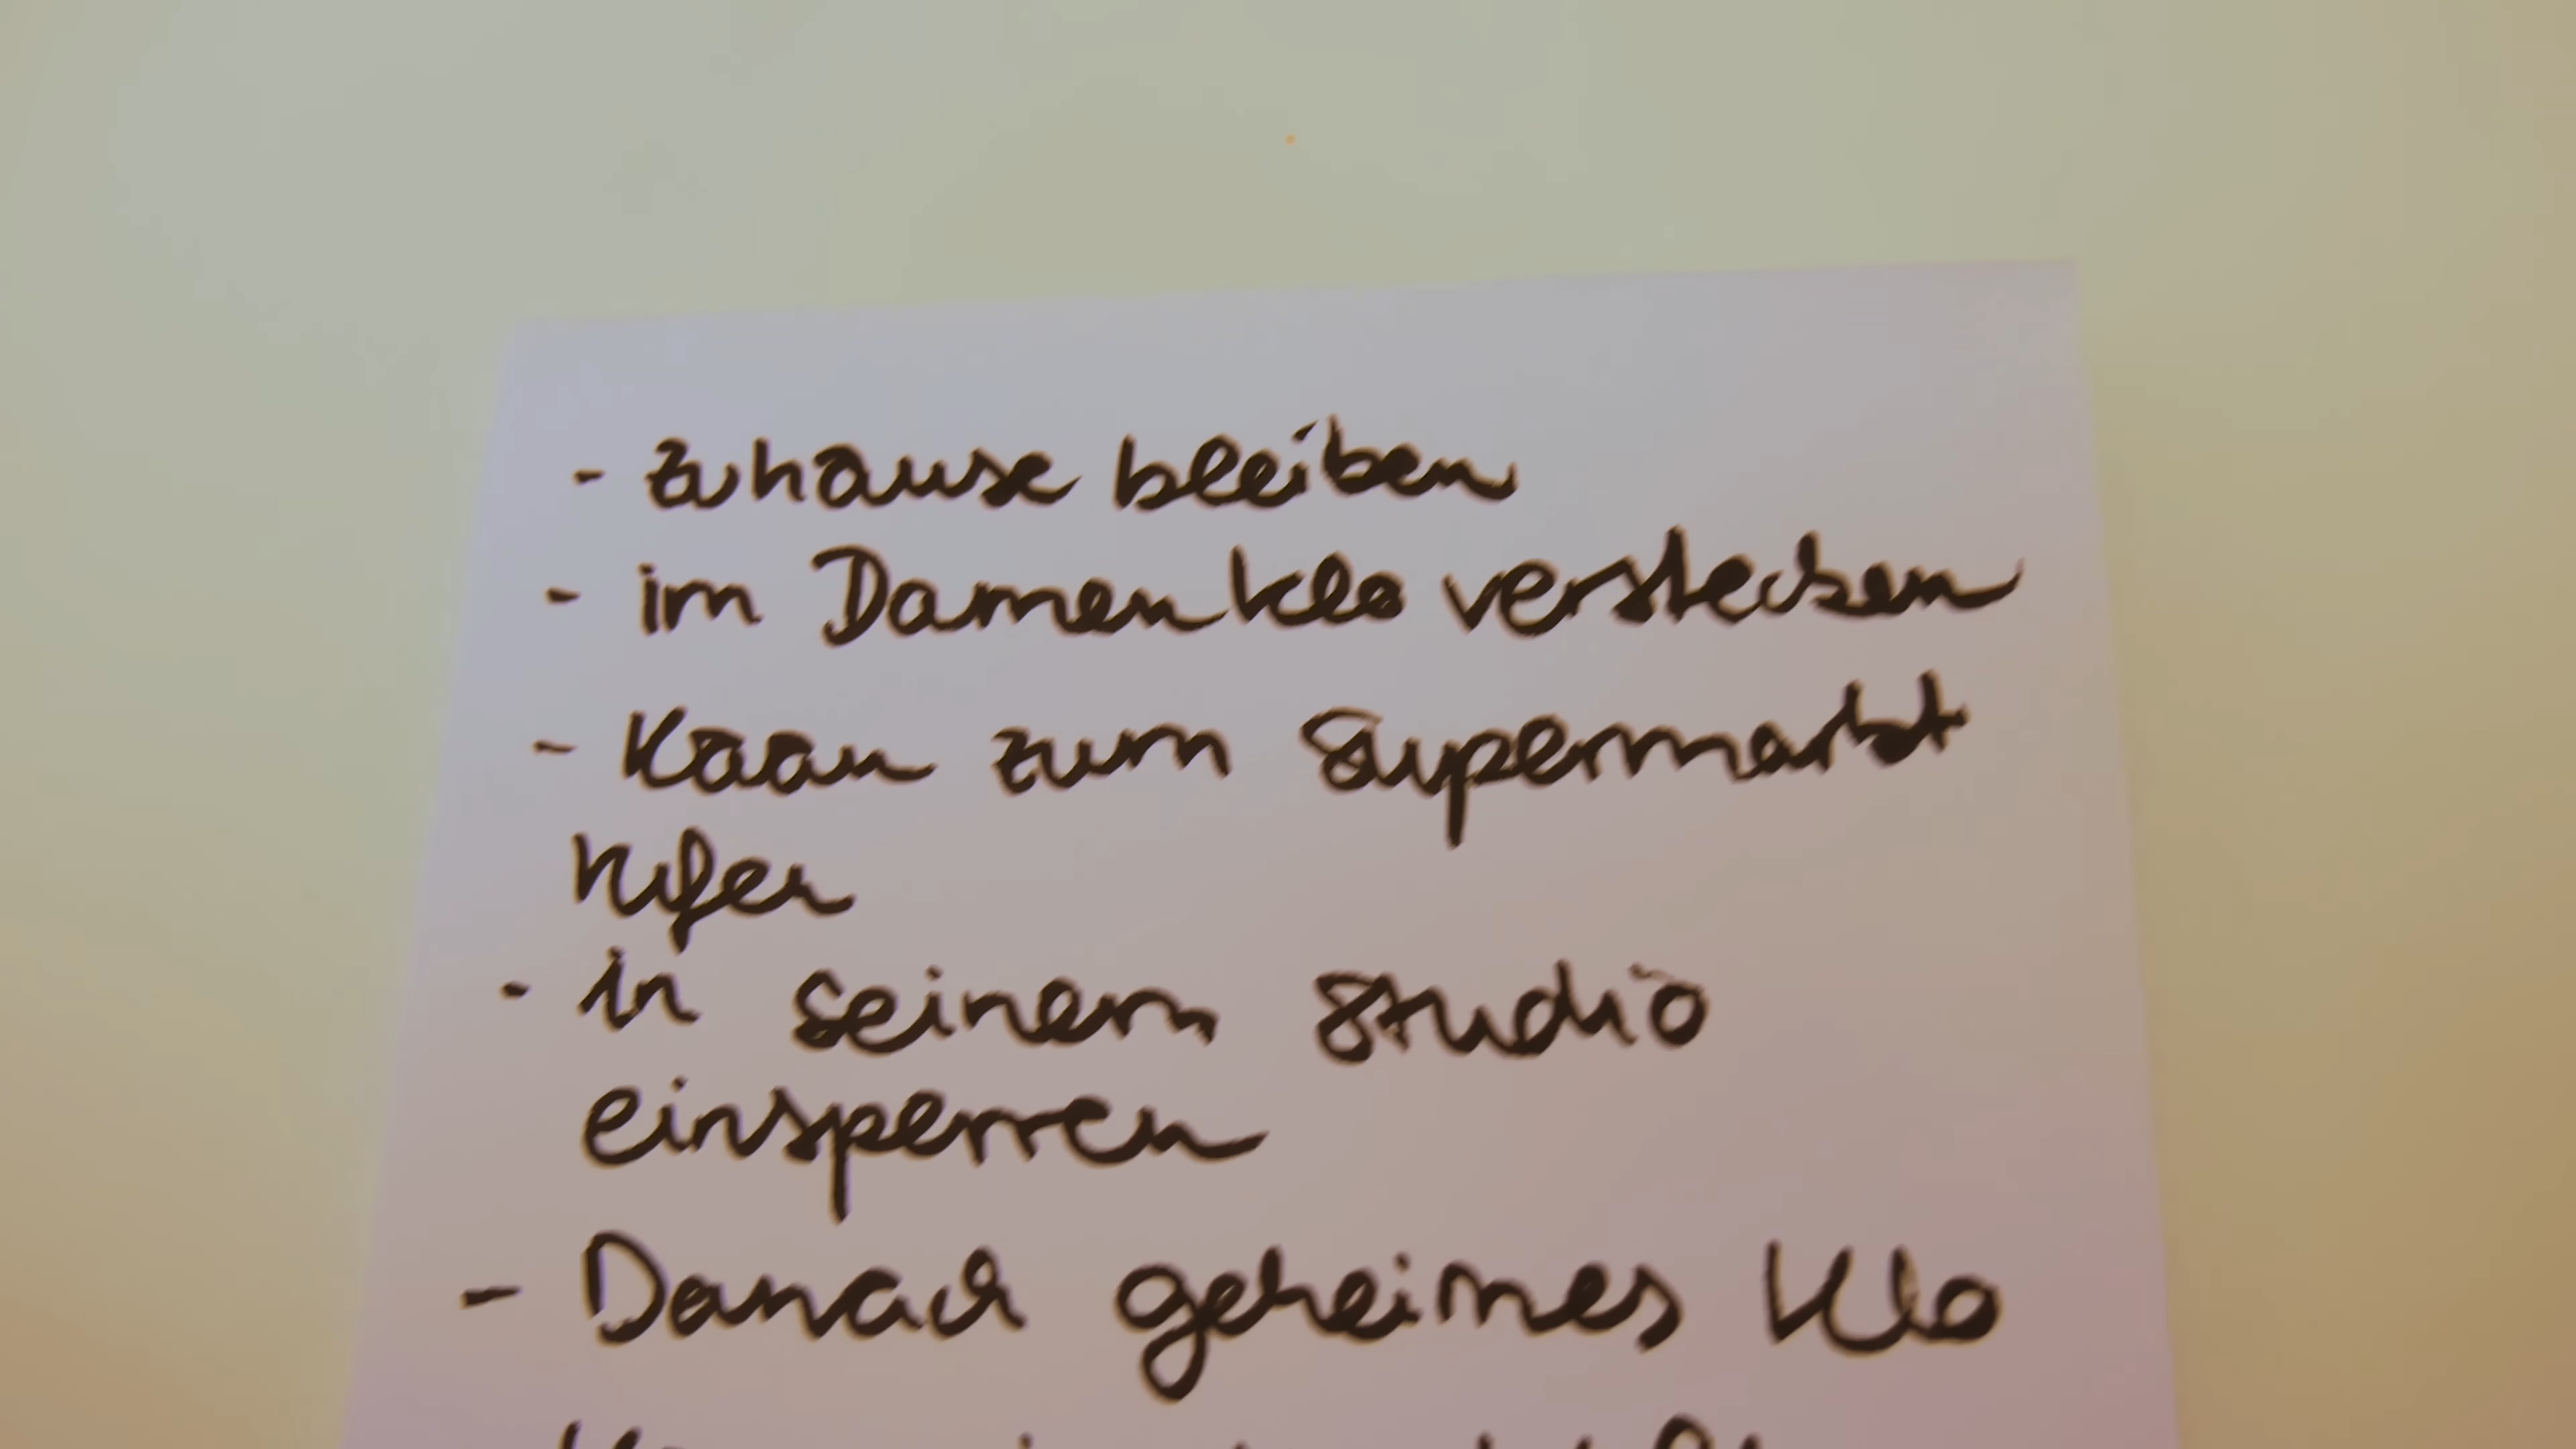 - zuhause bleiben
- im Damenklo verstecken
- Kaan zum Supermarkt
rufen
- in seinem Studio
einsperren
- Danach geheimes Klo